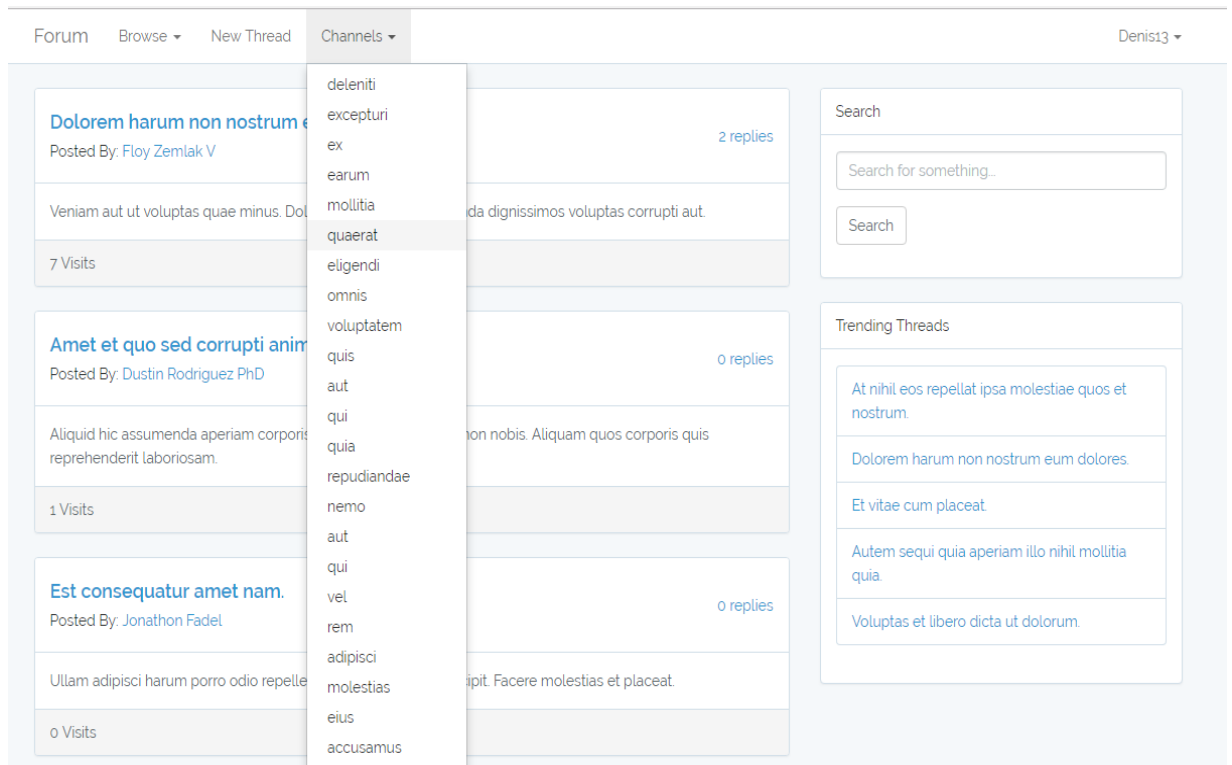 Forum Browse New Thread Channels Denis13
deleniti
excepturi
ex
earum
mollitia
quaerat
eligendi
omnis
voluptatem
quis
aut
qui
quia
repudiandae
nemo
aut
qui
vel
rem
adipisci
molestias
eius
accusamus
Dolorem harum non nostrum
2 replies
Posted By: Floy Zemlak V
Veniam aut ut voluptas quae minus. dignissimos voluptas corrupti aut.
7 Visits
Amet et quo sed corrupti
0 replies
Posted By: Dustin Rodriguez PhD
Aliquid hic assumenda aperiam nobis. Aliquam quos corporis quis
reprehenderit laboriosam.
1 Visits
Est consequatur amet nam.
0 replies
Posted By: Jonathon Fadel
Ullam adipisci harum porro odio Facere molestias et placeat.
0 Visits
Search
Search for something...
Search
Trending Threads
At nihil eos repellat ipsa molestiae quos et
nostrum.
Dolorem harum non nostrum eum dolores.
Et vitae cum placeat.
Autem sequi quia aperiam illo nihil mollitia
quia.
Voluptas et libero dicta ut dolorum.